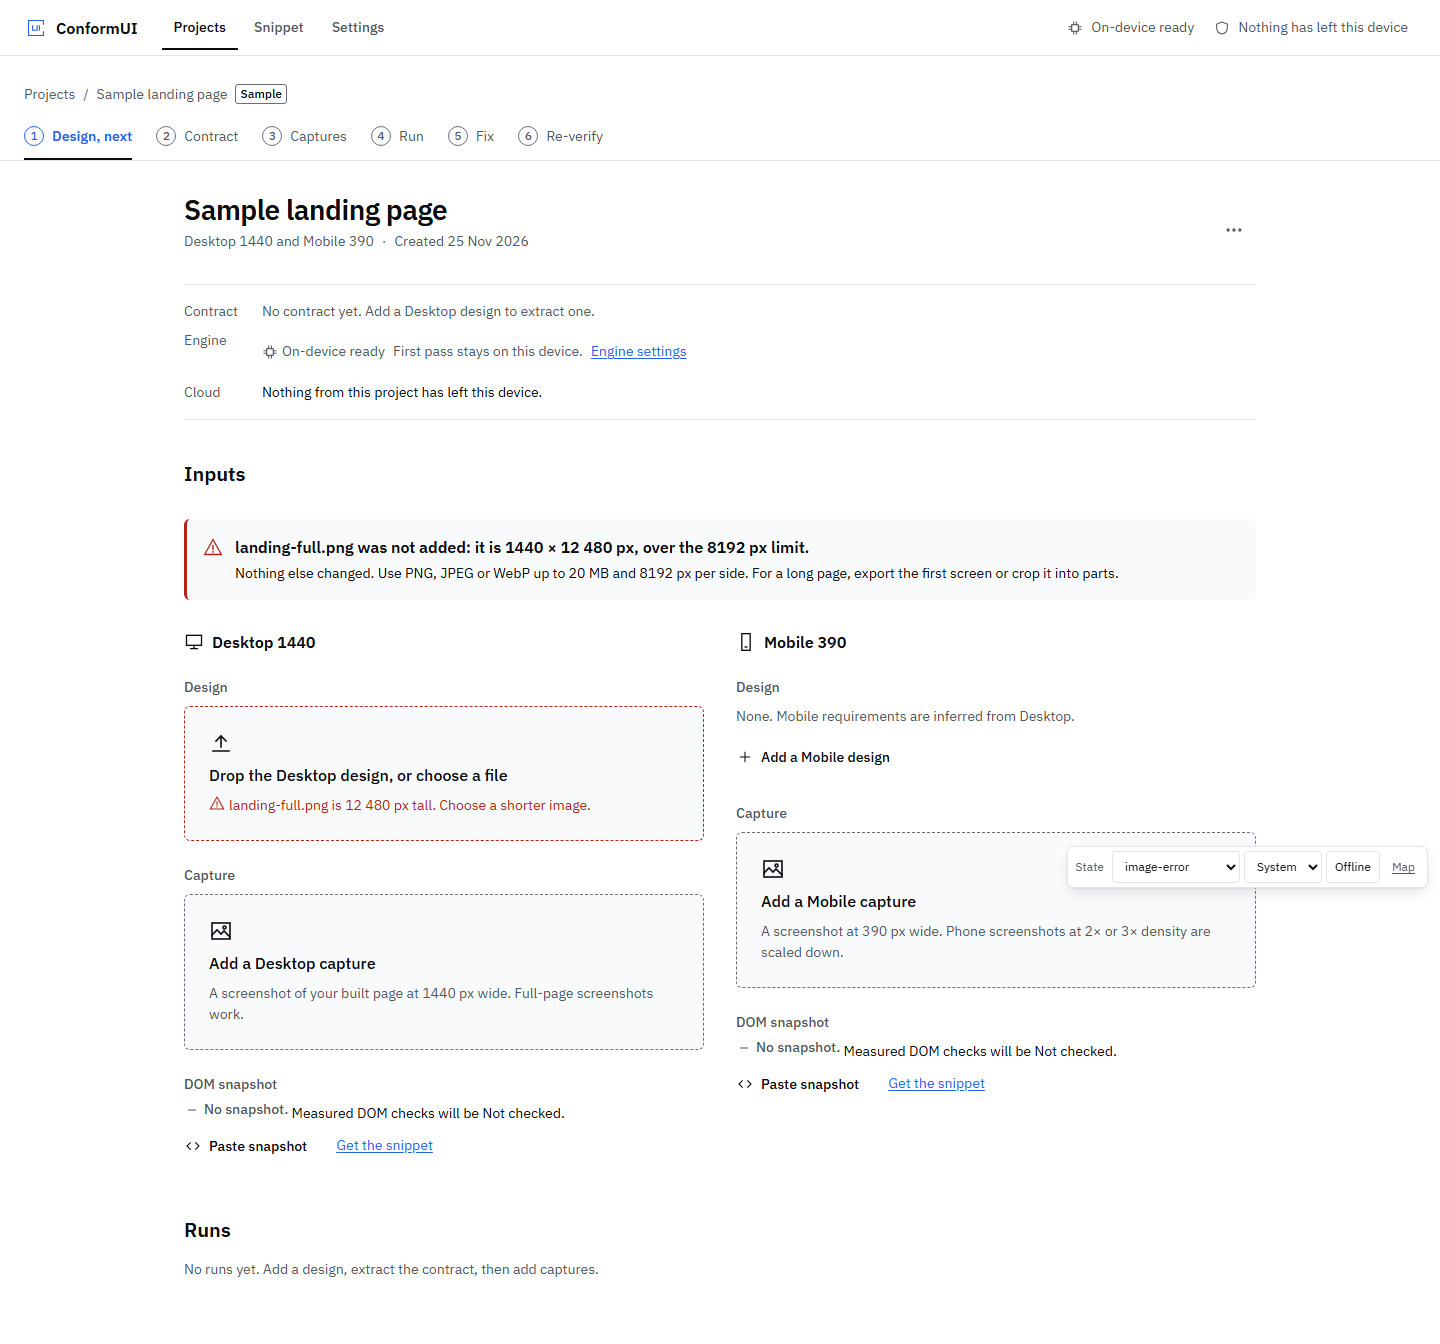 UI ConformUI Projects Snippet Settings On-device ready Nothing has left this device
Projects / Sample landing page Sample
1 Design, next 2 Contract 3 Captures 4 Run 5 Fix 6 Re-verify
Sample landing page
Desktop 1440 and Mobile 390 · Created 25 Nov 2026
Contract No contract yet. Add a Desktop design to extract one.
Engine On-device ready First pass stays on this device. Engine settings
Cloud Nothing from this project has left this device.
Inputs
landing-full.png was not added: it is 1440 × 12 480 px, over the 8192 px limit.
Nothing else changed. Use PNG, JPEG or WebP up to 20 MB and 8192 px per side. For a long page, export the first screen or crop it into parts.
Desktop 1440
Design
Drop the Desktop design, or choose a file
landing-full.png is 12 480 px tall. Choose a shorter image.
Capture
Add a Desktop capture
A screenshot of your built page at 1440 px wide. Full-page screenshots
work.
DOM snapshot
– No snapshot. Measured DOM checks will be Not checked.
Paste snapshot Get the snippet
Mobile 390
Design
None. Mobile requirements are inferred from Desktop.
Add a Mobile design
Capture
State image-error System Offline Map
Add a Mobile capture
A screenshot at 390 px wide. Phone screenshots at 2× or 3× density are
scaled down.
DOM snapshot
– No snapshot. Measured DOM checks will be Not checked.
Paste snapshot Get the snippet
Runs
No runs yet. Add a design, extract the contract, then add captures.